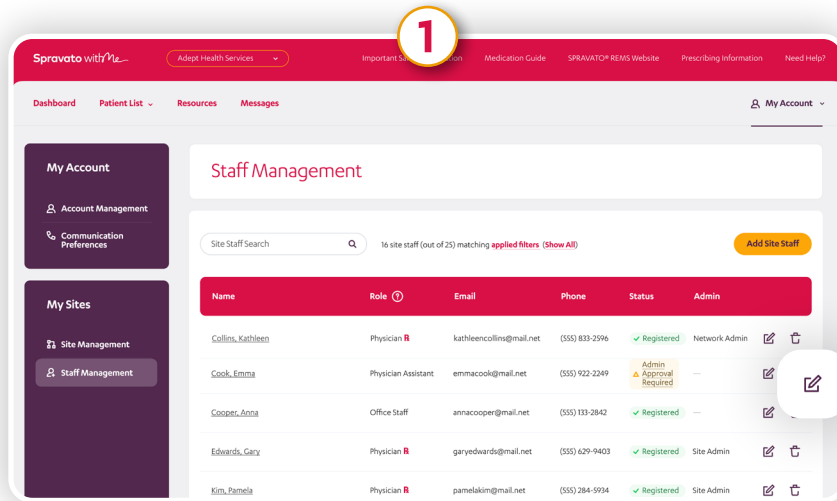 1
Spravato withMe
Adept Health Services
Important Sa
tion
Medication Guide
SPRAVATO® REMS Website
Prescribing Information
Need Help?
Dashboard
Patient List
Resources
Messages
My Account
My Account
Account Management
Communication
Preferences
My Sites
Site Management
Staff Management
Staff Management
Site Staff Search
16 site staff (out of 25) matching applied filters (Show All)
Add Site Staff
Name Role ? Email Phone Status Admin
Collins, Kathleen Physician ℞ kathleencollins@mail.net (555) 833-2596 ✓ Registered Network Admin
Cook, Emma Physician Assistant emmacook@mail.net (555) 922-2249 Admin
Approval
Required —
Cooper, Anna Office Staff annacooper@mail.net (555) 133-2842 ✓ Registered —
Edwards, Gary Physician ℞ garyedwards@mail.net (555) 629-9403 ✓ Registered Site Admin
Kim, Pamela Physician ℞ pamelakim@mail.net (555) 284-5934 ✓ Registered Site Admin